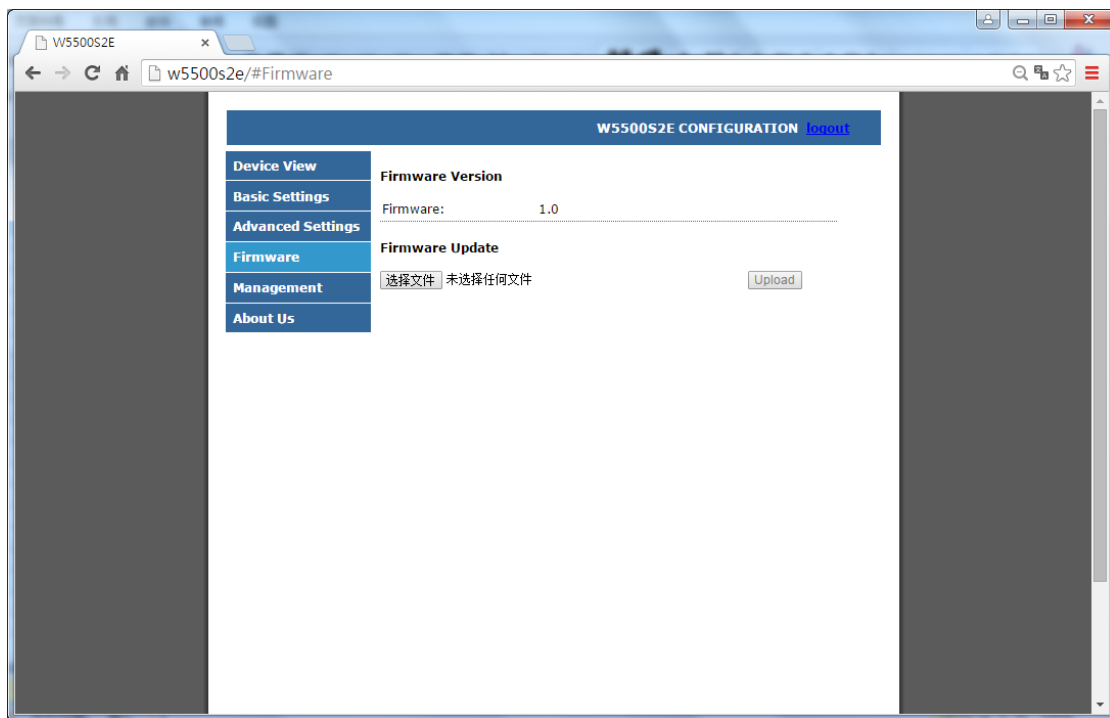 W5500S2E
w5500s2e/#Firmware
W5500S2E CONFIGURATION logout
Device View
Basic Settings
Advanced Settings
Firmware
Management
About Us
Firmware Version
Firmware: 1.0
Firmware Update
选择文件 未选择任何文件 Upload